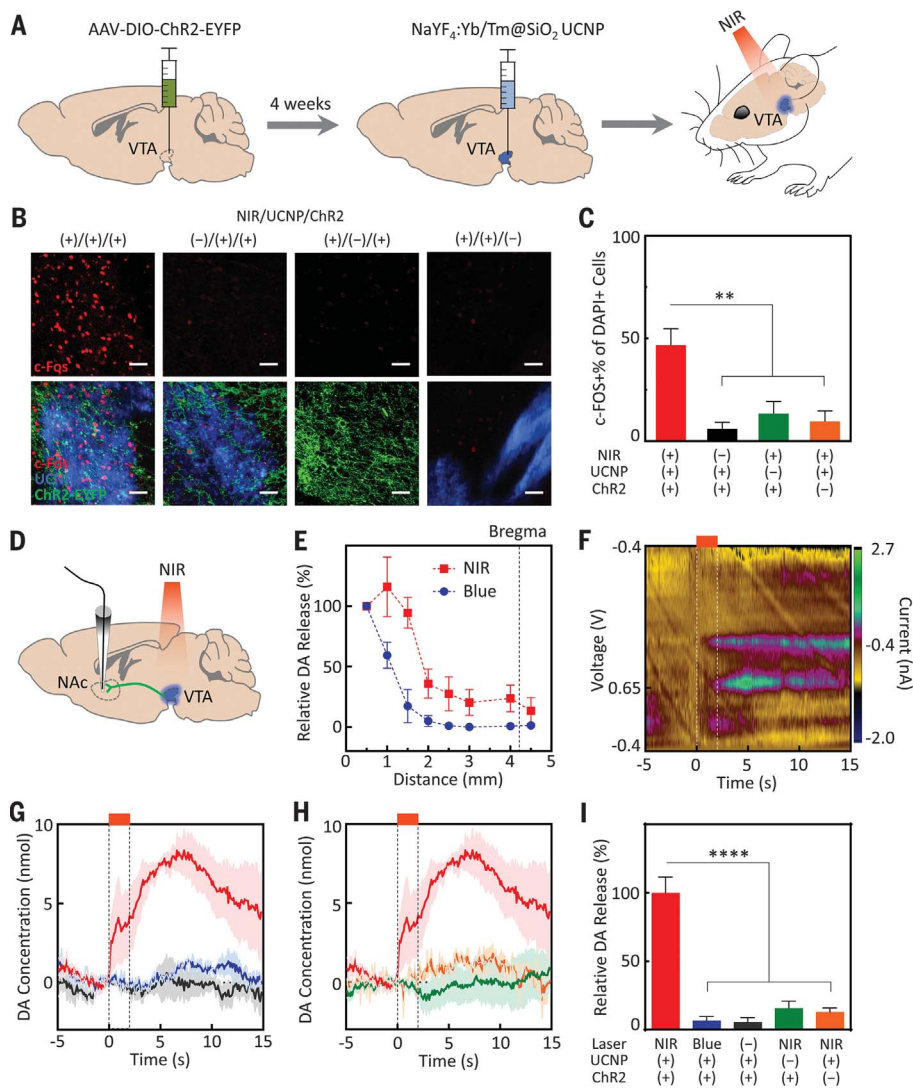 A
AAV-DIO-ChR2-EYFP
NaYF4:Yb/Tm@SiO2 UCNP
NIR
4 weeks
VTA
VTA
VTA
B
NIR/UCNP/ChR2
(+)/(+)/(+)
(-)/(+)/(+)
(+)/(-)/(+)
(+)/(+)/(-)
c-Fos
c-Fos
ChR2-EYFP
C
c-FOS+% of DAPI+ Cells
100
50
0
**
NIR (+) (-) (+) (+)
UCNP (+) (+) (-) (+)
ChR2 (+) (+) (+) (-)
D
NIR
NAc
VTA
E
Bregma
Relative DA Release (%)
NIR
Blue
100
50
0
0 1 2 3 4 5
Distance (mm)
F
Voltage (V)
-0.4
0.65
-0.4
-5 0 5 10 15
Time (s)
2.7
-0.4
-2.0
Current (nA)
G
DA Concentration (nmol)
10
5
0
-5 0 5 10 15
Time (s)
H
DA Concentration (nmol)
10
5
0
-5 0 5 10 15
Time (s)
I
Relative DA Release (%)
100
50
0
****
Laser NIR Blue (-) NIR NIR
UCNP (+) (+) (+) (-) (+)
ChR2 (+) (+) (+) (+) (-)